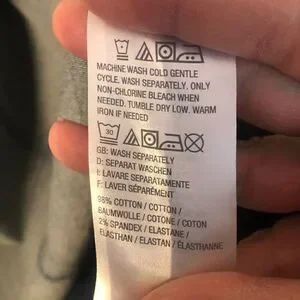 MACHINE WASH COLD GENTLE
CYCLE. WASH SEPARATELY. ONLY
NON-CHLORINE BLEACH WHEN
NEEDED. TUMBLE DRY LOW. WARM
IRON IF NEEDED
30
GB: WASH SEPARATELY
D: SEPARAT WASCHEN
I: LAVARE SEPARATAMENTE
F: LAVER SÉPARÉMENT
98% COTTON / COTTON /
BAUMWOLLE / COTONE / COTON
2% SPANDEX / ELASTANE /
ELASTHAN / ELASTAN / ÉLASTHANNE